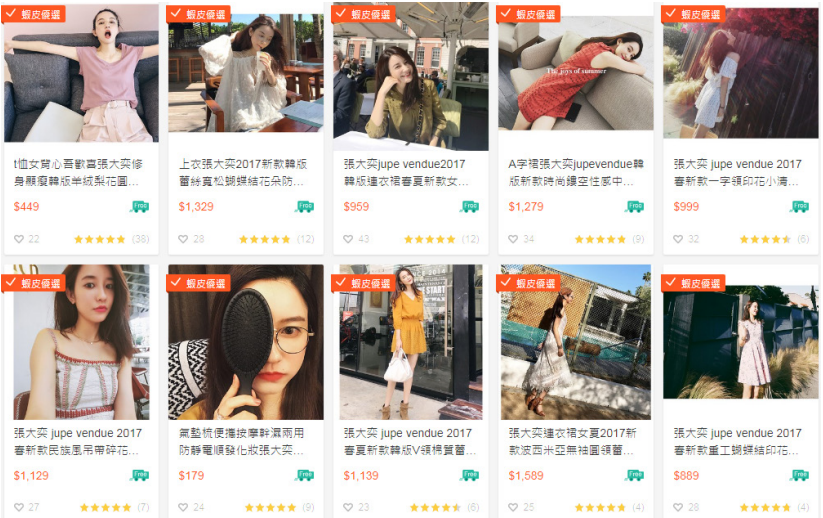 蝦皮優選
蝦皮優選
蝦皮優選
蝦皮優選
蝦皮優選
The joys of summer
t恤女背心吾歡喜張大奕修
身顯瘦韓版羊絨梨花圓...
$449
Free
22
(38)
上衣張大奕2017新款韓版
蕾絲寬松蝴蝶結花朵防...
$1,329
Free
28
(12)
張大奕jupe vendue2017
韓版連衣裙春夏新款女...
$959
Free
43
(12)
A字裙張大奕jupevendue韓
版新款時尚鏤空性感中...
$1,279
Free
34
(9)
張大奕 jupe vendue 2017
春新款一字領印花小清...
$999
Free
32
(6)
蝦皮優選
蝦皮優選
蝦皮優選
蝦皮優選
蝦皮優選
START
張大奕 jupe vendue 2017
春新款民族風吊帶碎花...
$1,129
Free
27
(7)
氣墊梳便攜按摩幹濕兩用
防靜電順發化妝張大奕...
$179
Free
24
(9)
張大奕 jupe vendue 2017
春夏新款韓版V領棉質蕾...
$1,139
Free
23
(6)
張大奕連衣裙女夏2017新
款波西米亞無袖圓領蕾...
$1,589
Free
25
(4)
張大奕 jupe vendue 2017
春新款重工蝴蝶結印花...
$889
Free
28
(4)